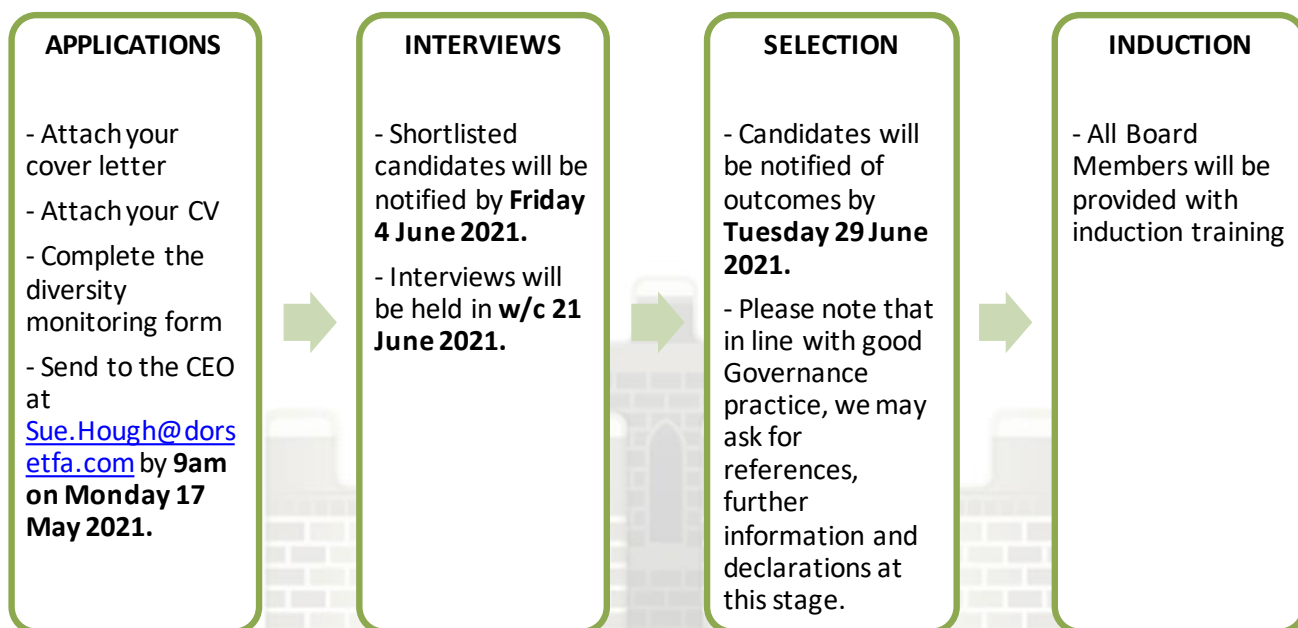 APPLICATIONS
- Attach your
cover letter
- Attach your CV
- Complete the
diversity
monitoring form
- Send to the CEO
at
Sue.Hough@dors
etfa.com by 9am
on Monday 17
May 2021.
INTERVIEWS
- Shortlisted
candidates will be
notified by Friday
4 June 2021.
- Interviews will
be held in w/c 21
June 2021.
SELECTION
- Candidates will
be notified of
outcomes by
Tuesday 29 June
2021.
- Please note that
in line with good
Governance
practice, we may
ask for
references,
further
information and
declarations at
this stage.
INDUCTION
- All Board
Members will be
provided with
induction training